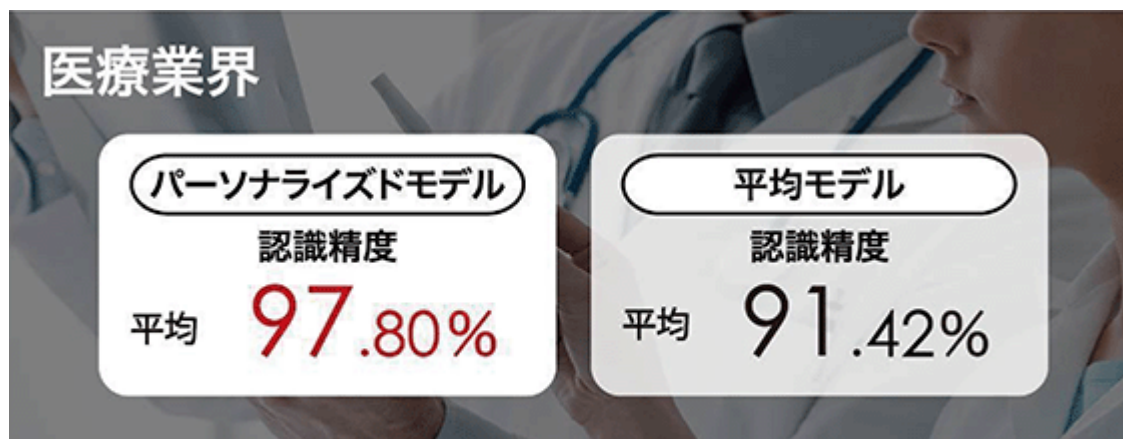 医療業界
パーソナライズドモデル
認識精度
平均 97.80%
平均モデル
認識精度
平均 91.42%